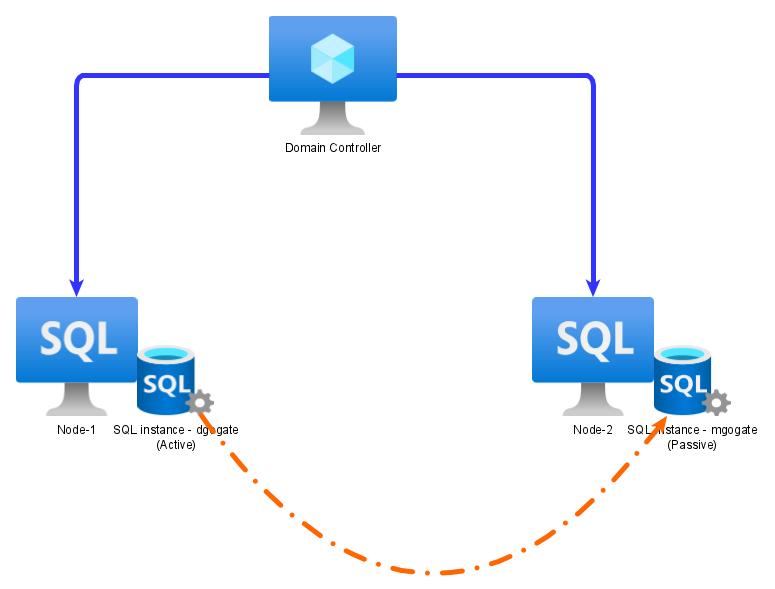 Domain Controller
SQL
SQL
SQL
SQL
Node-1
SQL instance - dgogate
(Active)
Node-2
SQL instance - mgogate
(Passive)